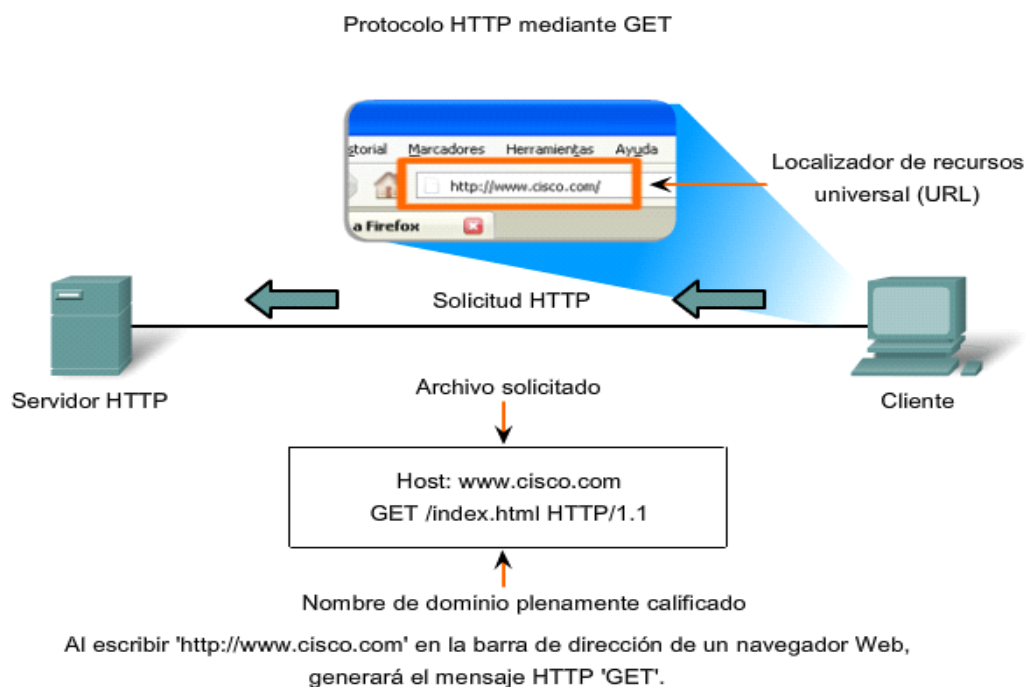 Protocolo HTTP mediante GET
storial Marcadores Herramientas Ayuda
http://www.cisco.com/
a Firefox
Localizador de recursos
universal (URL)
Solicitud HTTP
Servidor HTTP
Cliente
Archivo solicitado
Host: www.cisco.com
GET /index.html HTTP/1.1
Nombre de dominio plenamente calificado
Al escribir 'http://www.cisco.com' en la barra de dirección de un navegador Web,
generará el mensaje HTTP 'GET'.